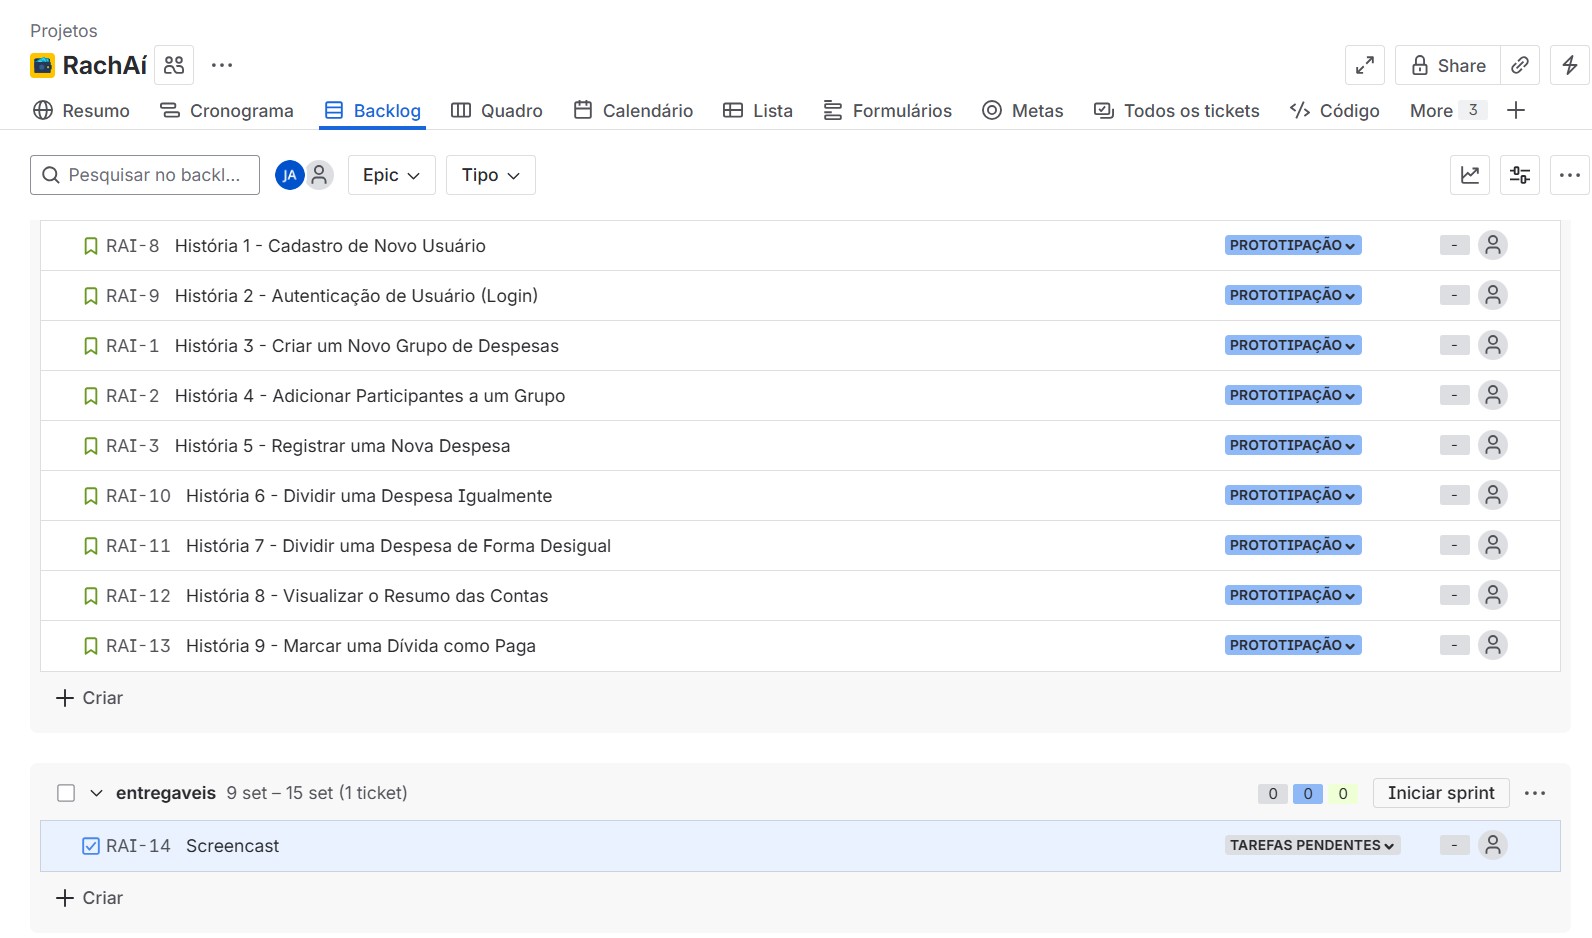 Projetos
RachAí
Share
Resumo Cronograma Backlog Quadro Calendário Lista Formulários Metas Todos os tickets Código More 3
Pesquisar no backl... JA Epic Tipo
RAI-8 História 1 - Cadastro de Novo Usuário PROTOTIPAÇÃO -
RAI-9 História 2 - Autenticação de Usuário (Login) PROTOTIPAÇÃO -
RAI-1 História 3 - Criar um Novo Grupo de Despesas PROTOTIPAÇÃO -
RAI-2 História 4 - Adicionar Participantes a um Grupo PROTOTIPAÇÃO -
RAI-3 História 5 - Registrar uma Nova Despesa PROTOTIPAÇÃO -
RAI-10 História 6 - Dividir uma Despesa Igualmente PROTOTIPAÇÃO -
RAI-11 História 7 - Dividir uma Despesa de Forma Desigual PROTOTIPAÇÃO -
RAI-12 História 8 - Visualizar o Resumo das Contas PROTOTIPAÇÃO -
RAI-13 História 9 - Marcar uma Dívida como Paga PROTOTIPAÇÃO -
Criar
entregaveis 9 set – 15 set (1 ticket) 0 0 0 Iniciar sprint
RAI-14 Screencast TAREFAS PENDENTES -
Criar